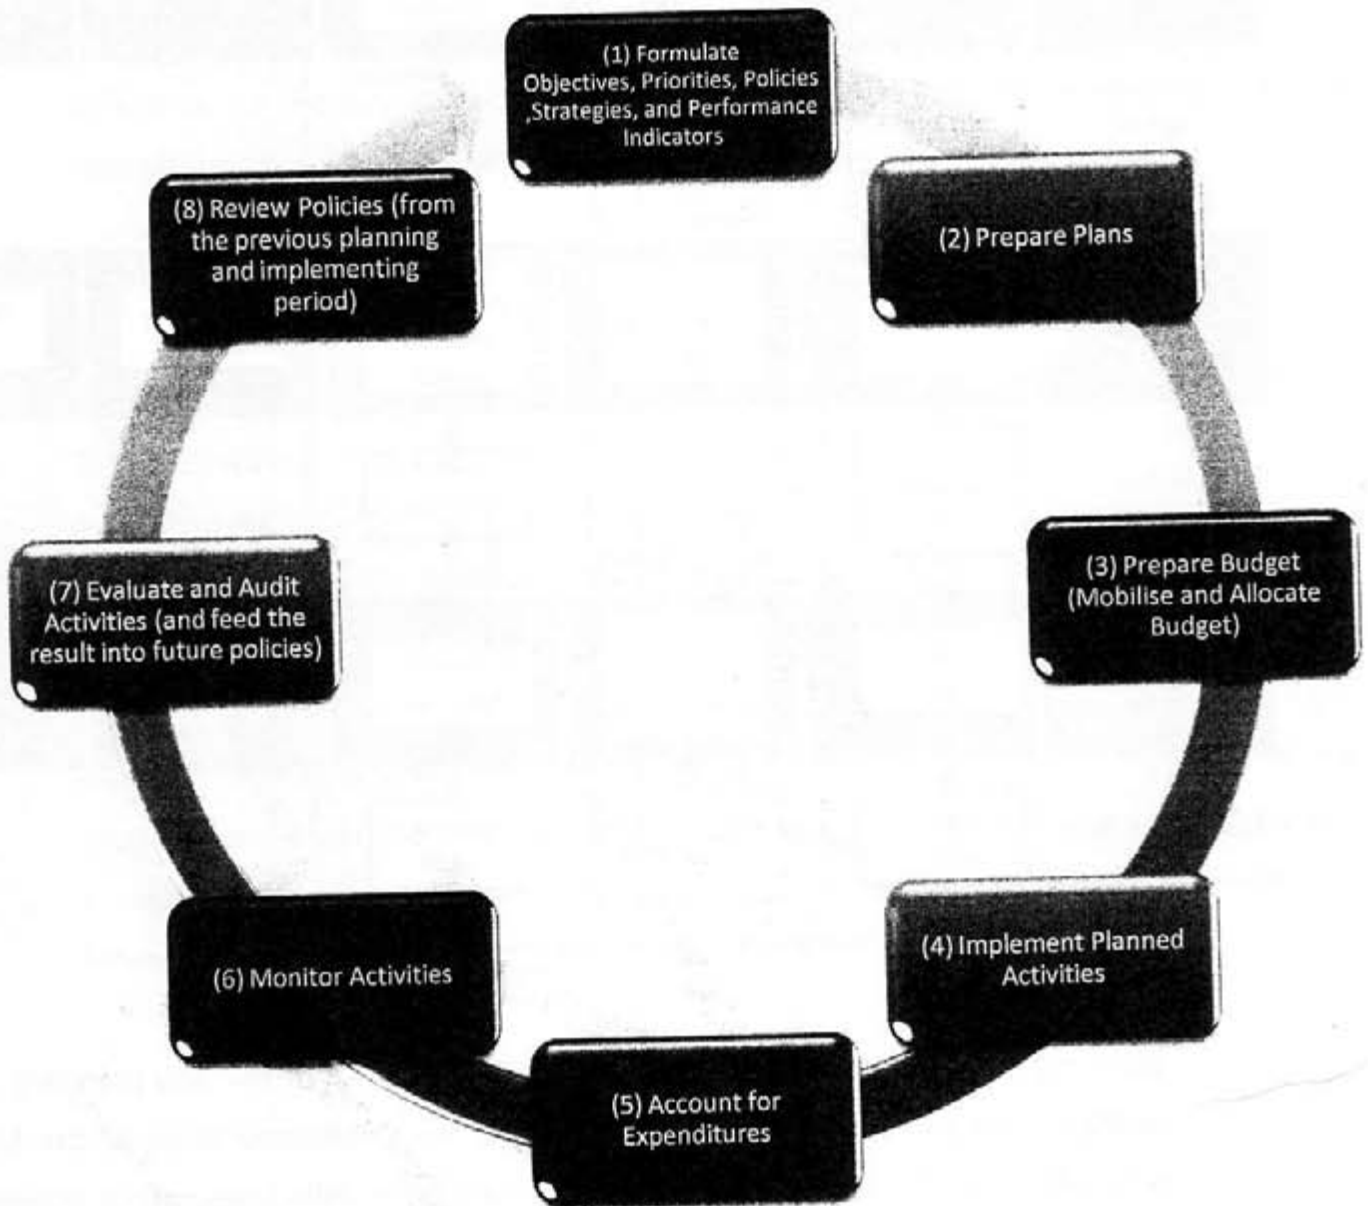 (1) Formulate
Objectives, Priorities, Policies
,Strategies, and Performance
Indicators
(2) Prepare Plans
(3) Prepare Budget
(Mobilise and Allocate
Budget)
(4) Implement Planned
Activities
(5) Account for
Expenditures
(6) Monitor Activities
(7) Evaluate and Audit
Activities (and feed the
result into future policies)
(8) Review Policies (from
the previous planning
and implementing
period)